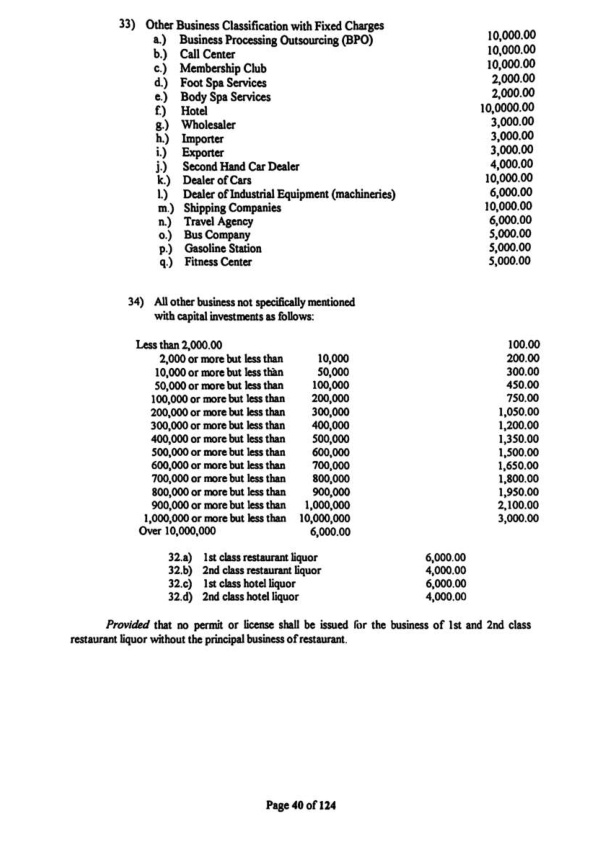 33) Other Business Classification with Fixed Charges
a.) Business Processing Outsourcing (BPO) 10,000.00
b.) Call Center 10,000.00
c.) Membership Club 10,000.00
d.) Foot Spa Services 2,000.00
e.) Body Spa Services 2,000.00
f.) Hotel 10,0000.00
g.) Wholesaler 3,000.00
h.) Importer 3,000.00
i.) Exporter 3,000.00
j.) Second Hand Car Dealer 4,000.00
k.) Dealer of Cars 10,000.00
l.) Dealer of Industrial Equipment (machineries) 6,000.00
m.) Shipping Companies 10,000.00
n.) Travel Agency 6,000.00
o.) Bus Company 5,000.00
p.) Gasoline Station 5,000.00
q.) Fitness Center 5,000.00
34) All other business not specifically mentioned
with capital investments as follows:
Less than 2,000.00 100.00
2,000 or more but less than 10,000 200.00
10,000 or more but less than 50,000 300.00
50,000 or more but less than 100,000 450.00
100,000 or more but less than 200,000 750.00
200,000 or more but less than 300,000 1,050.00
300,000 or more but less than 400,000 1,200.00
400,000 or more but less than 500,000 1,350.00
500,000 or more but less than 600,000 1,500.00
600,000 or more but less than 700,000 1,650.00
700,000 or more but less than 800,000 1,800.00
800,000 or more but less than 900,000 1,950.00
900,000 or more but less than 1,000,000 2,100.00
1,000,000 or more but less than 10,000,000 3,000.00
Over 10,000,000 6,000.00
32.a) 1st class restaurant liquor 6,000.00
32.b) 2nd class restaurant liquor 4,000.00
32.c) 1st class hotel liquor 6,000.00
32.d) 2nd class hotel liquor 4,000.00
Provided that no permit or license shall be issued for the business of 1st and 2nd class
restaurant liquor without the principal business of restaurant.
Page 40 of 124